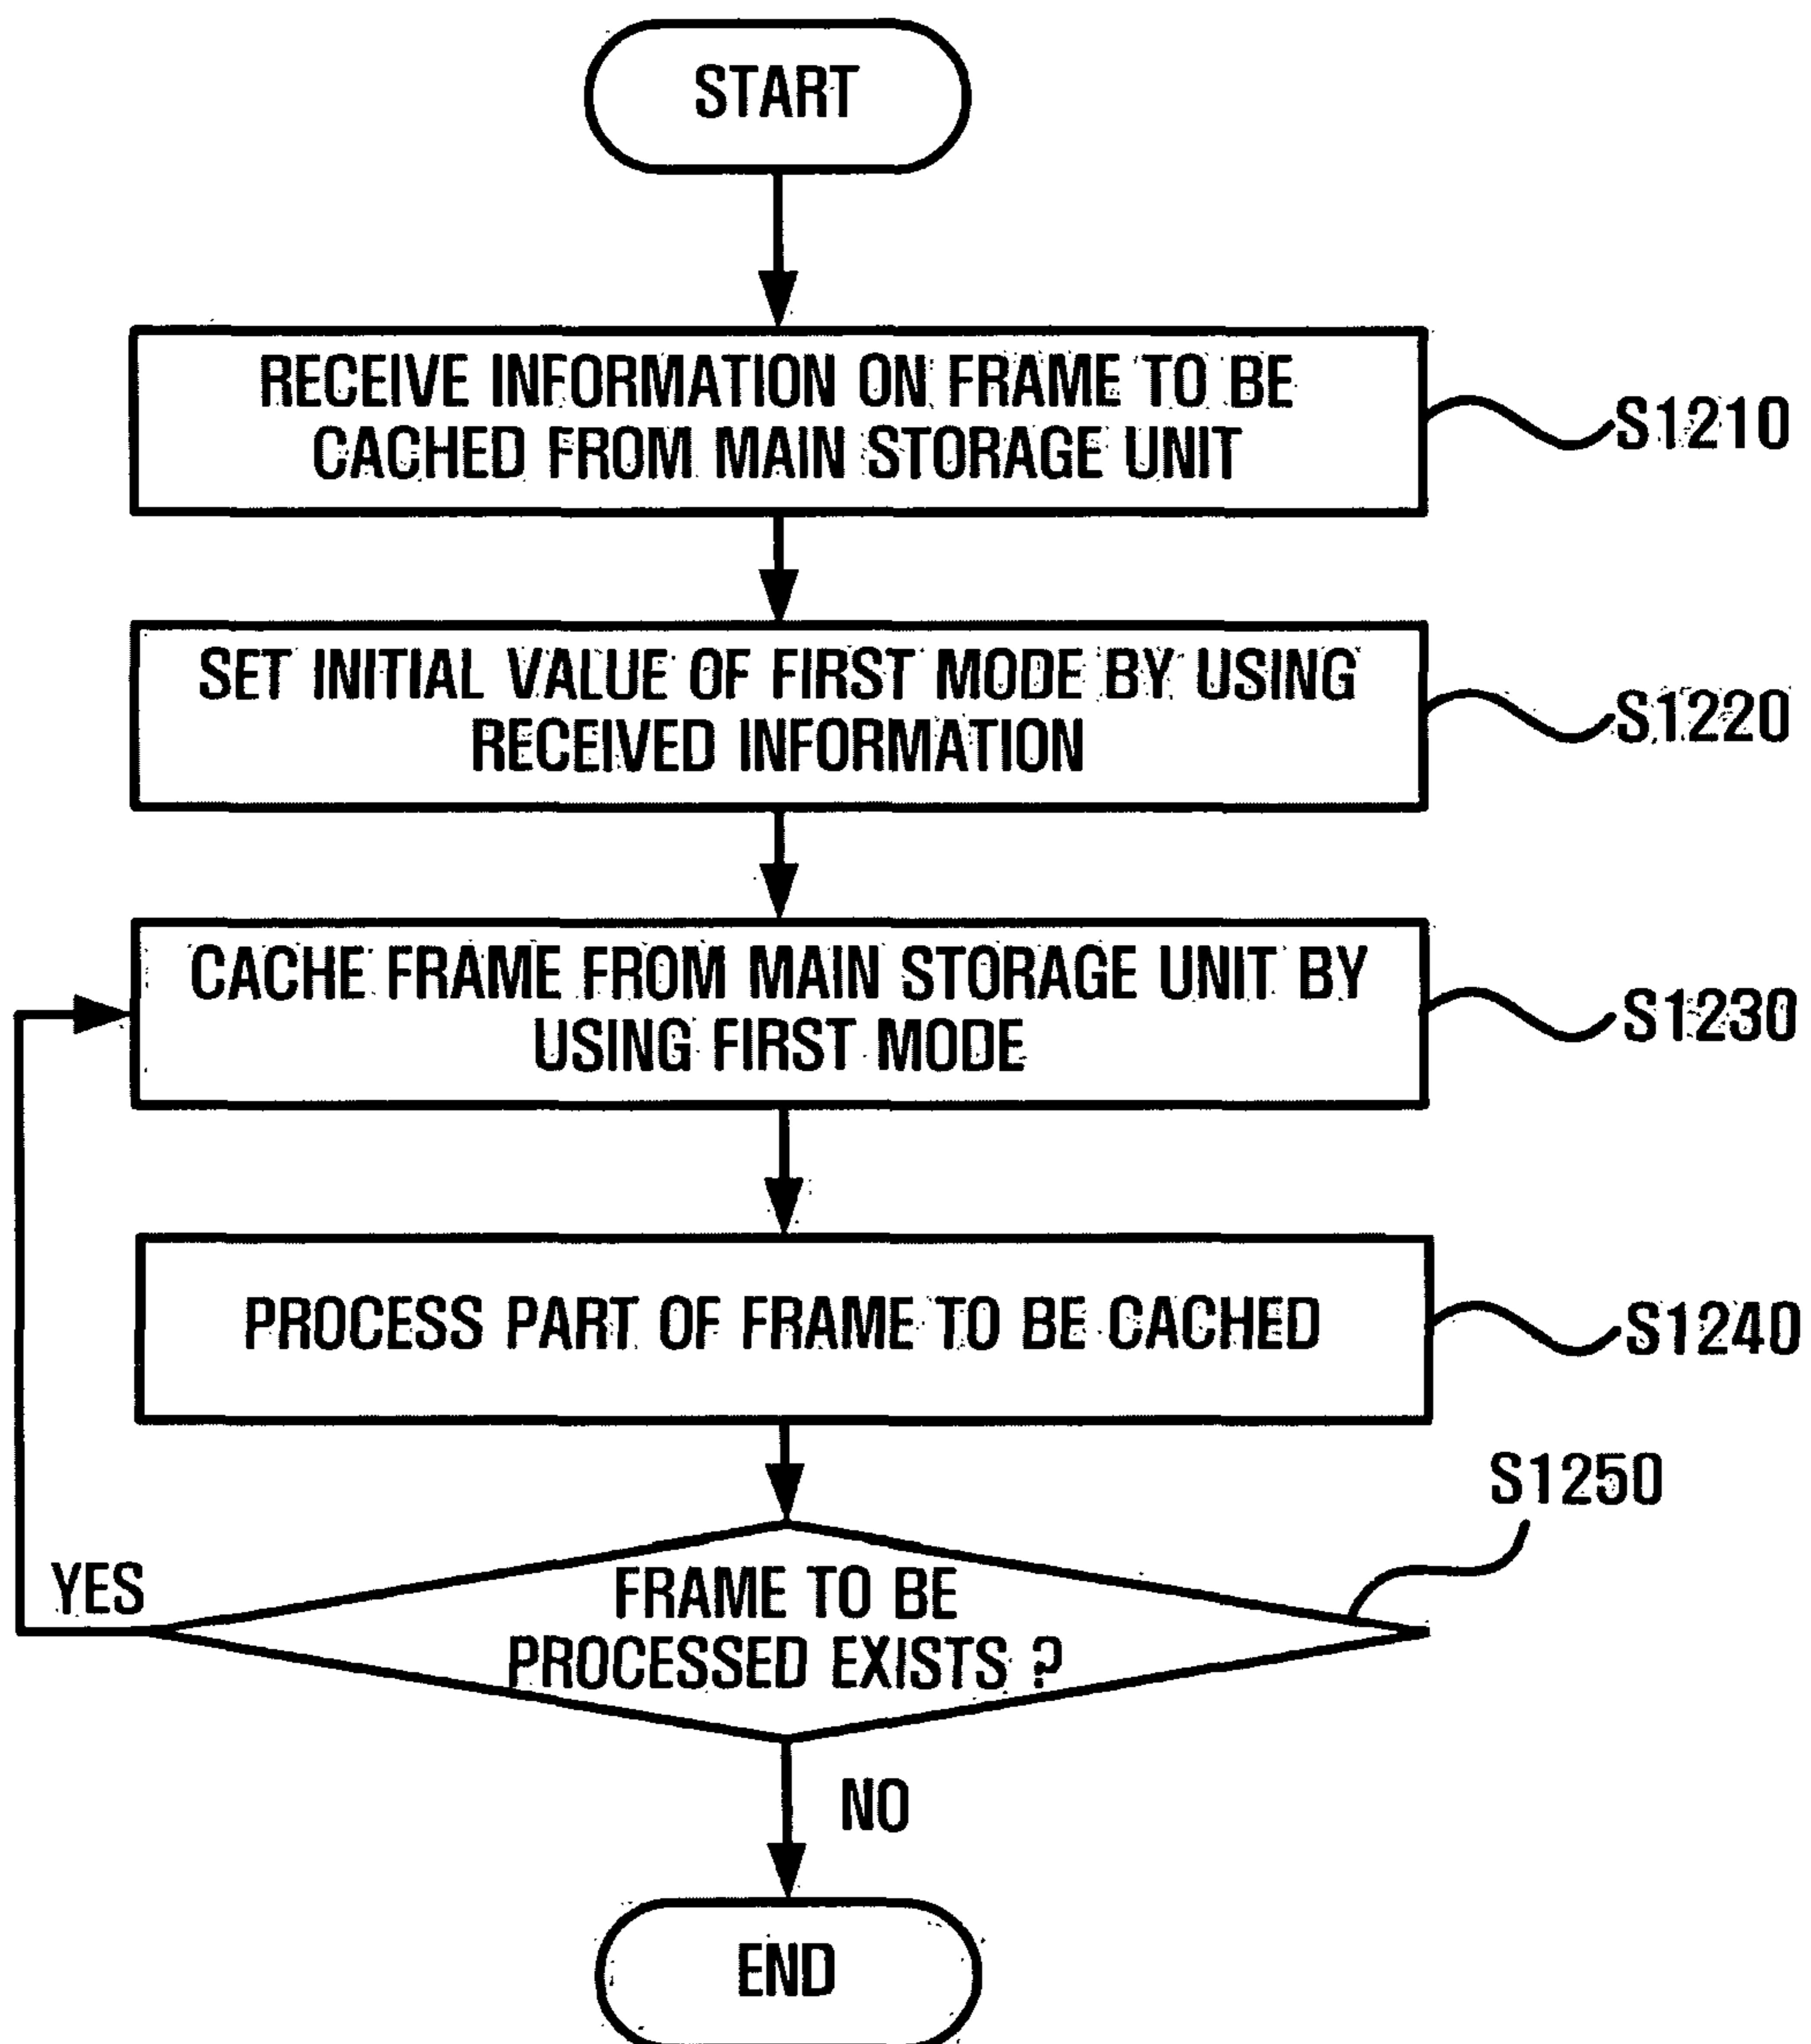 START
RECEIVE INFORMATION ON FRAME TO BE
CACHED FROM MAIN STORAGE UNIT
S1210
SET INITIAL VALUE OF FIRST MODE BY USING
RECEIVED INFORMATION
S1220
CACHE FRAME FROM MAIN STORAGE UNIT BY
USING FIRST MODE
S1230
PROCESS PART OF FRAME TO BE CACHED
S1240
S1250
YES
FRAME TO BE
PROCESSED EXISTS ?
NO
END